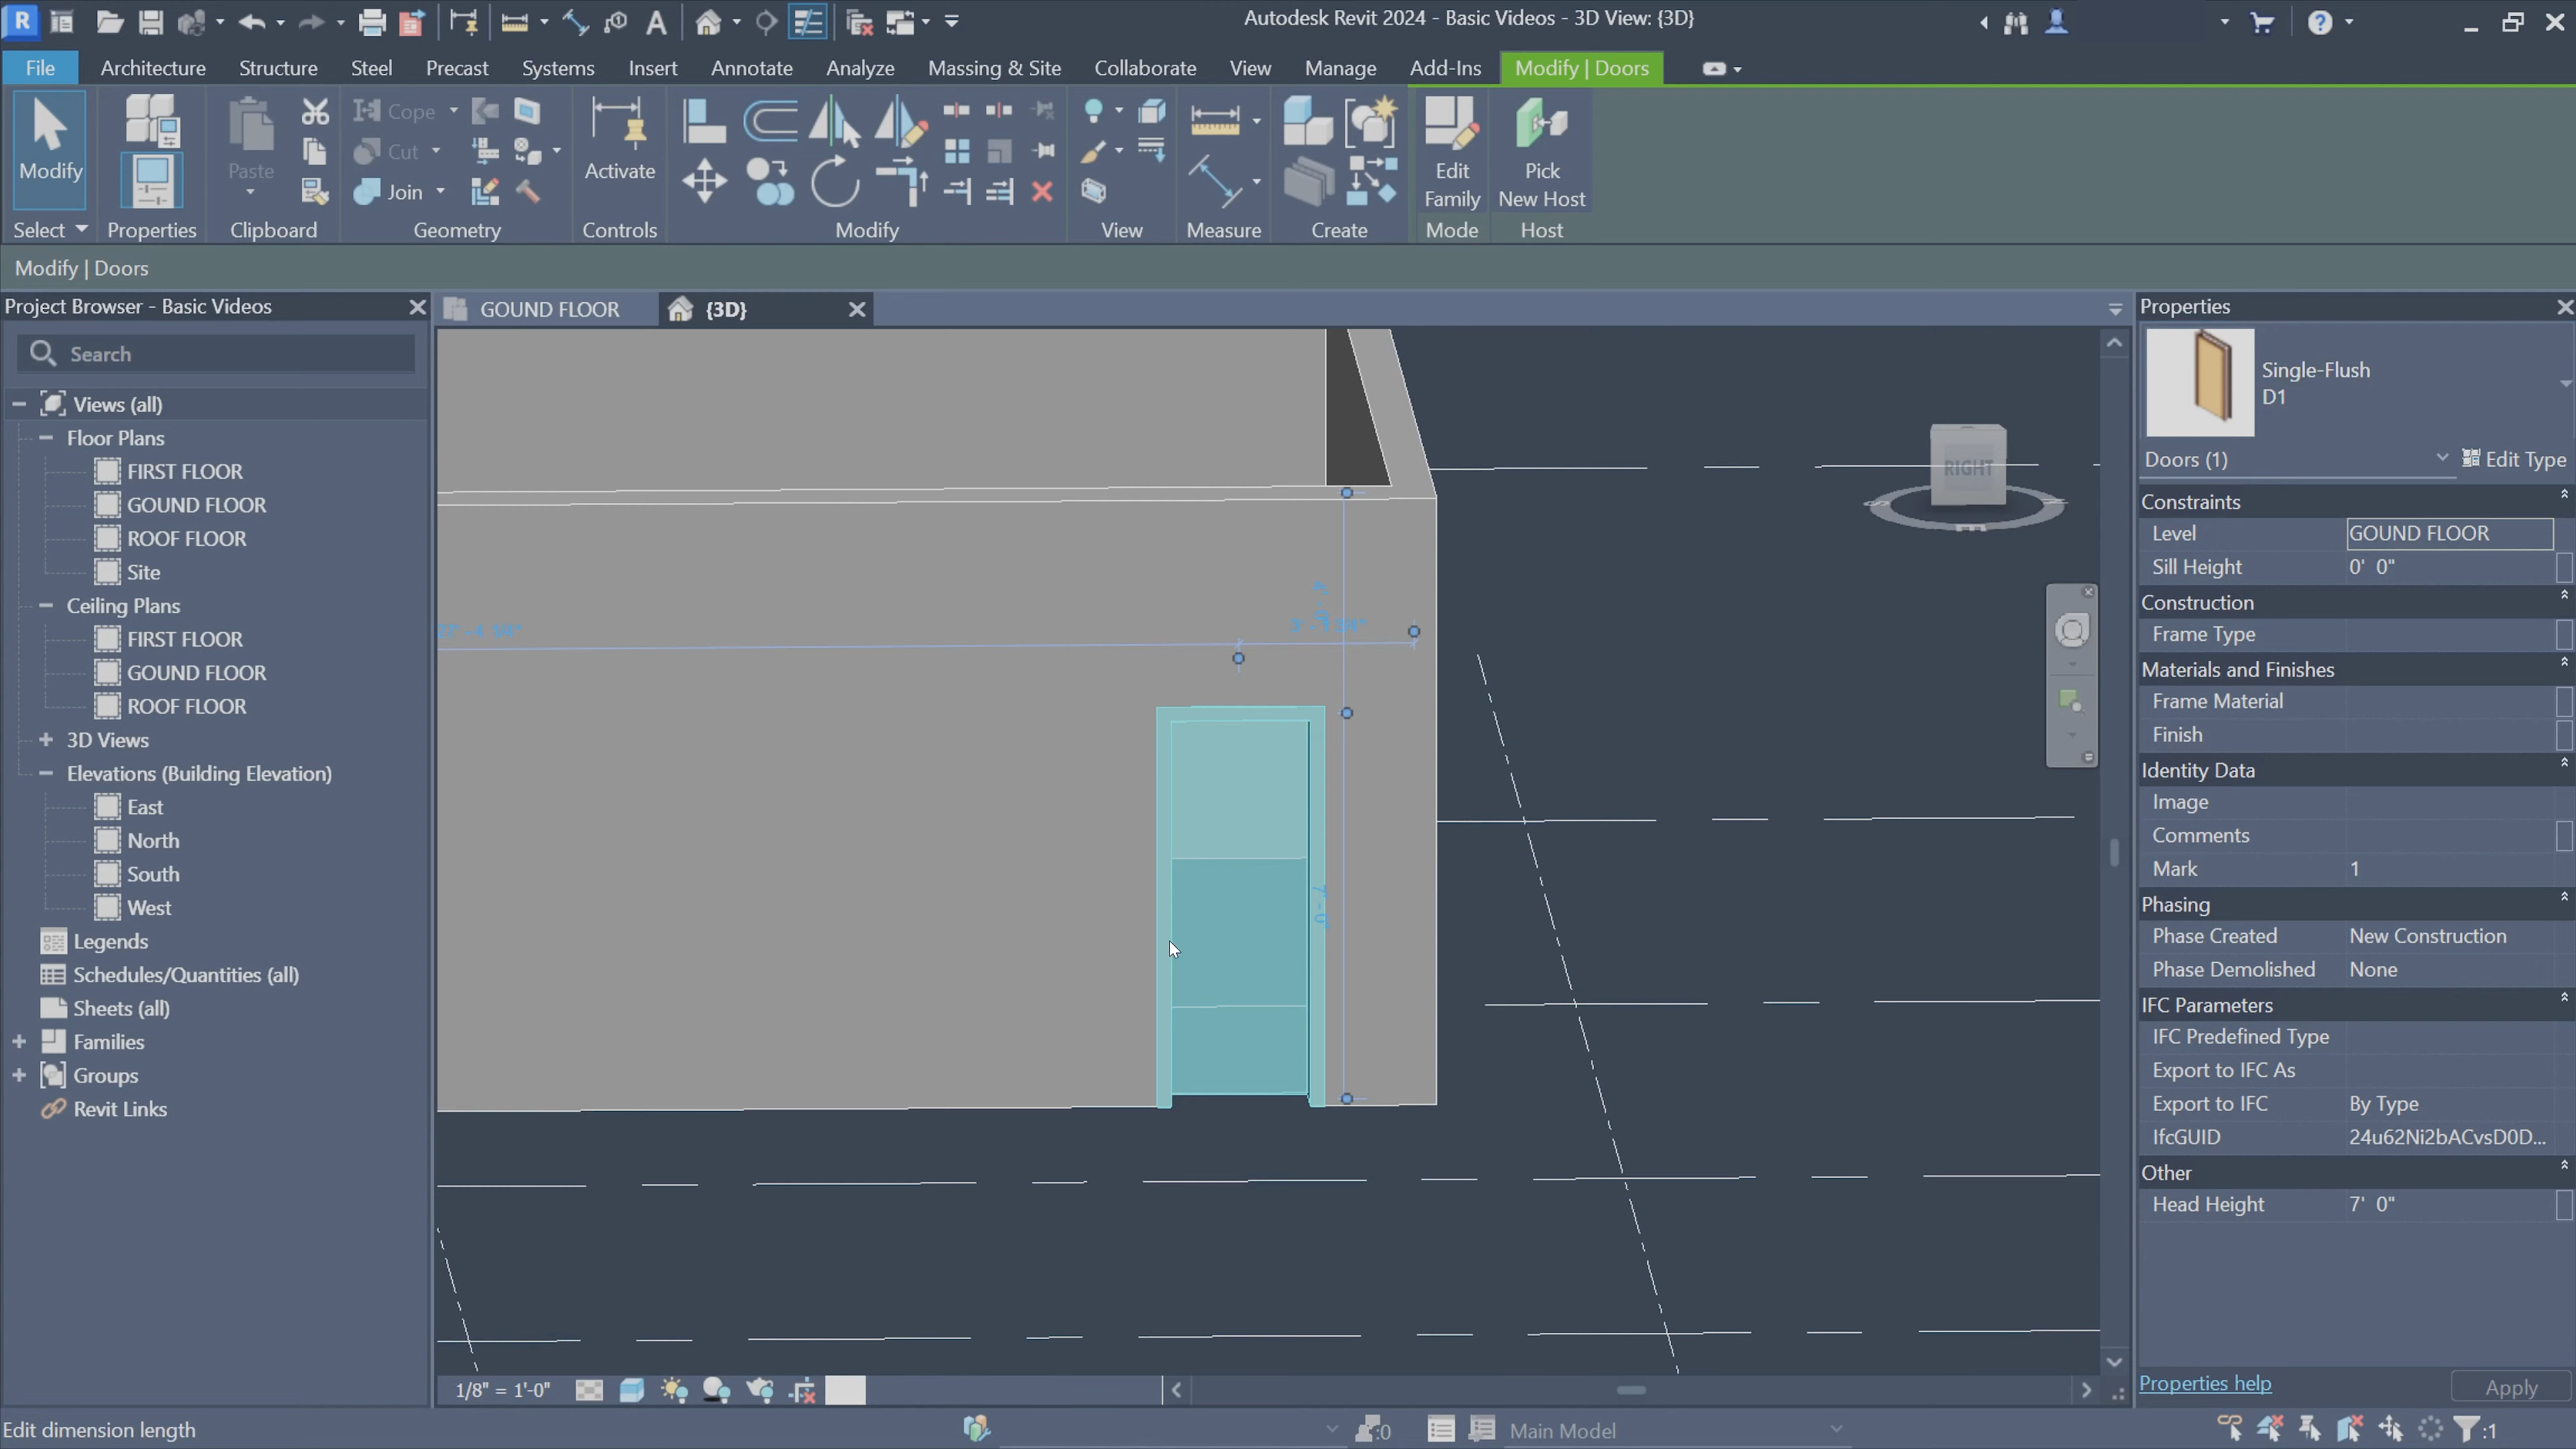 Autodesk Revit 2024 - Basic Videos - 3D View: {3D}
File Architecture Structure Steel Precast Systems Insert Annotate Analyze Massing & Site Collaborate View Manage Add-Ins Modify | Doors
Modify
Paste
Cope
Cut
Join
Activate
Edit Family
Pick New Host
Select Properties Clipboard Geometry Controls Modify View Measure Create Mode Host
Modify | Doors
Project Browser - Basic Videos
Search
Views (all)
Floor Plans
FIRST FLOOR
GOUND FLOOR
ROOF FLOOR
Site
Ceiling Plans
FIRST FLOOR
GOUND FLOOR
ROOF FLOOR
3D Views
Elevations (Building Elevation)
East
North
South
West
Legends
Schedules/Quantities (all)
Sheets (all)
Families
Groups
Revit Links
GOUND FLOOR {3D}
RIGHT
7' - 0"
Properties
Single-Flush
D1
Doors (1) Edit Type
Constraints
Level GOUND FLOOR
Sill Height 0' 0"
Construction
Frame Type
Materials and Finishes
Frame Material
Finish
Identity Data
Image
Comments
Mark 1
Phasing
Phase Created New Construction
Phase Demolished None
IFC Parameters
IFC Predefined Type
Export to IFC As
Export to IFC By Type
IfcGUID 24u62Ni2bACvsD0D...
Other
Head Height 7' 0"
Properties help Apply
1/8" = 1'-0"
Edit dimension length :0 Main Model :1